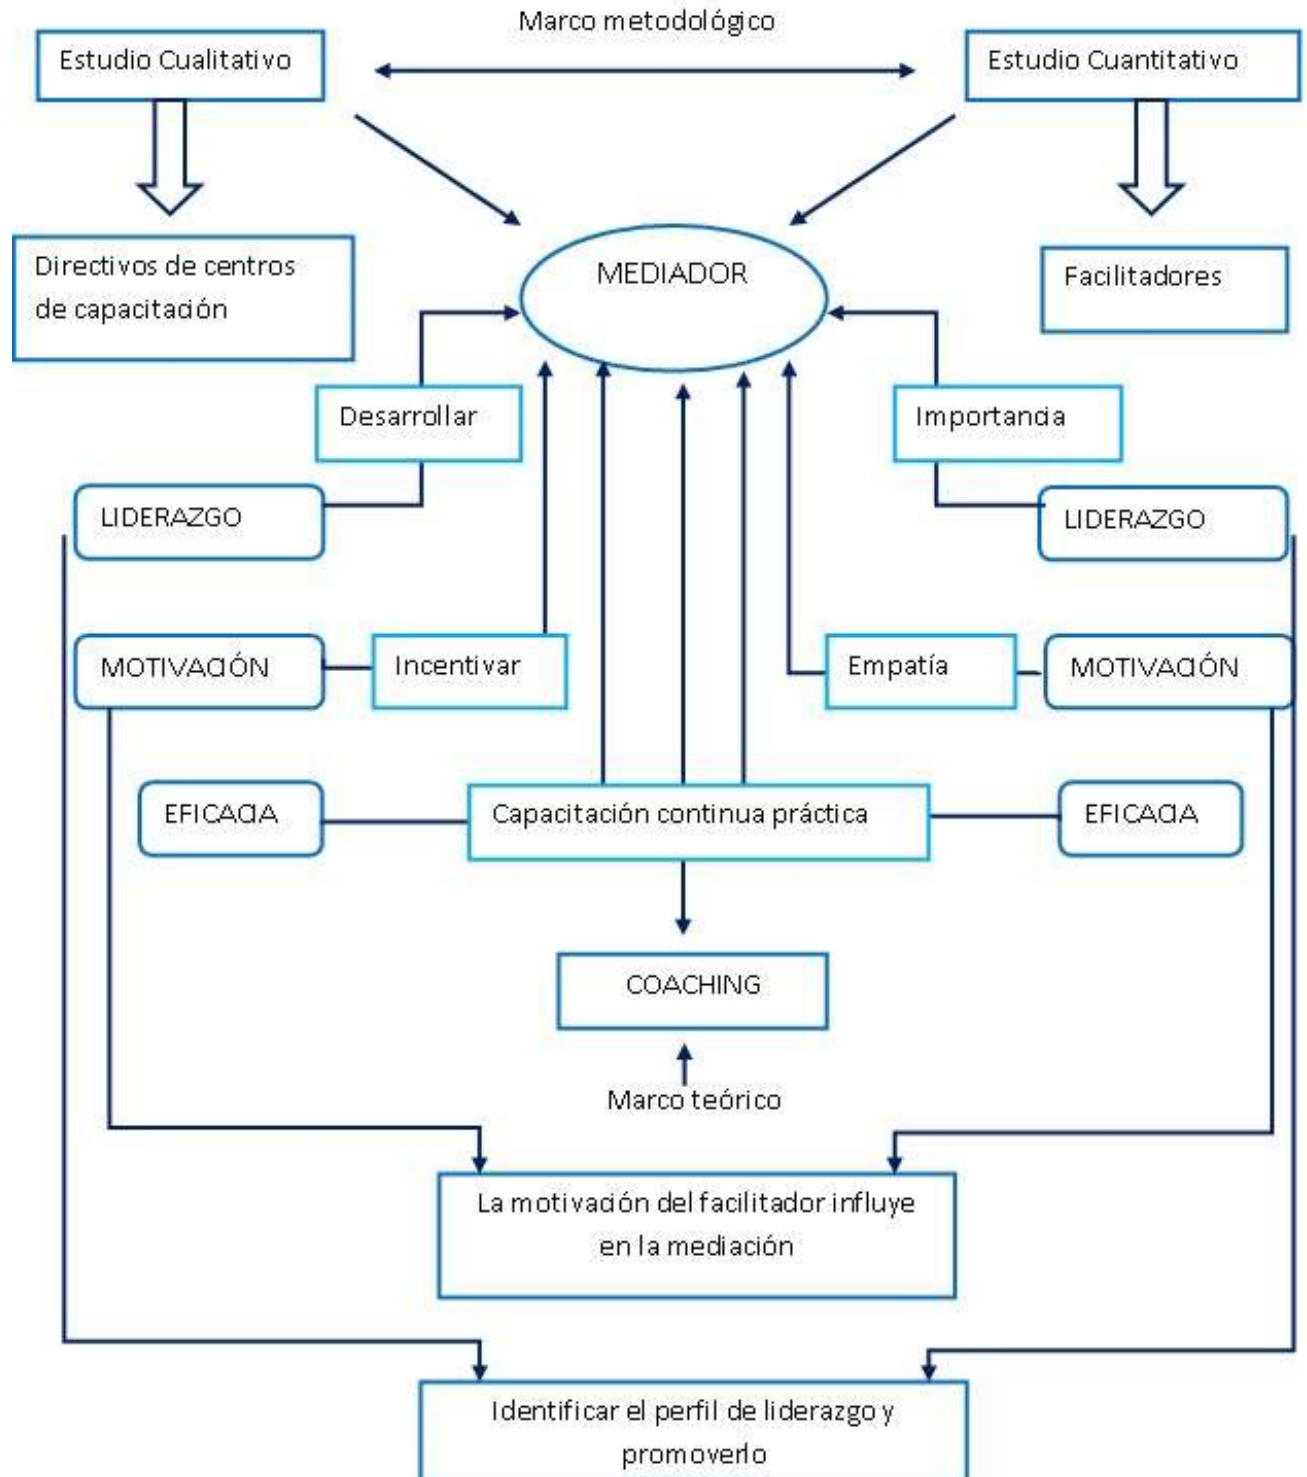 Marco metodológico
Estudio Cualitativo
Estudio Cuantitativo
Directivos de centros
de capacitación
MEDIADOR
Facilitadores
Desarrollar
Importancia
LIDERAZGO
LIDERAZGO
MOTIVACIÓN
Incentivar
Empatía
MOTIVACIÓN
EFICACIA
Capacitación continua práctica
EFICACIA
COACHING
Marco teórico
La motivación del facilitador influye
en la mediación
Identificar el perfil de liderazgo y
promoverlo